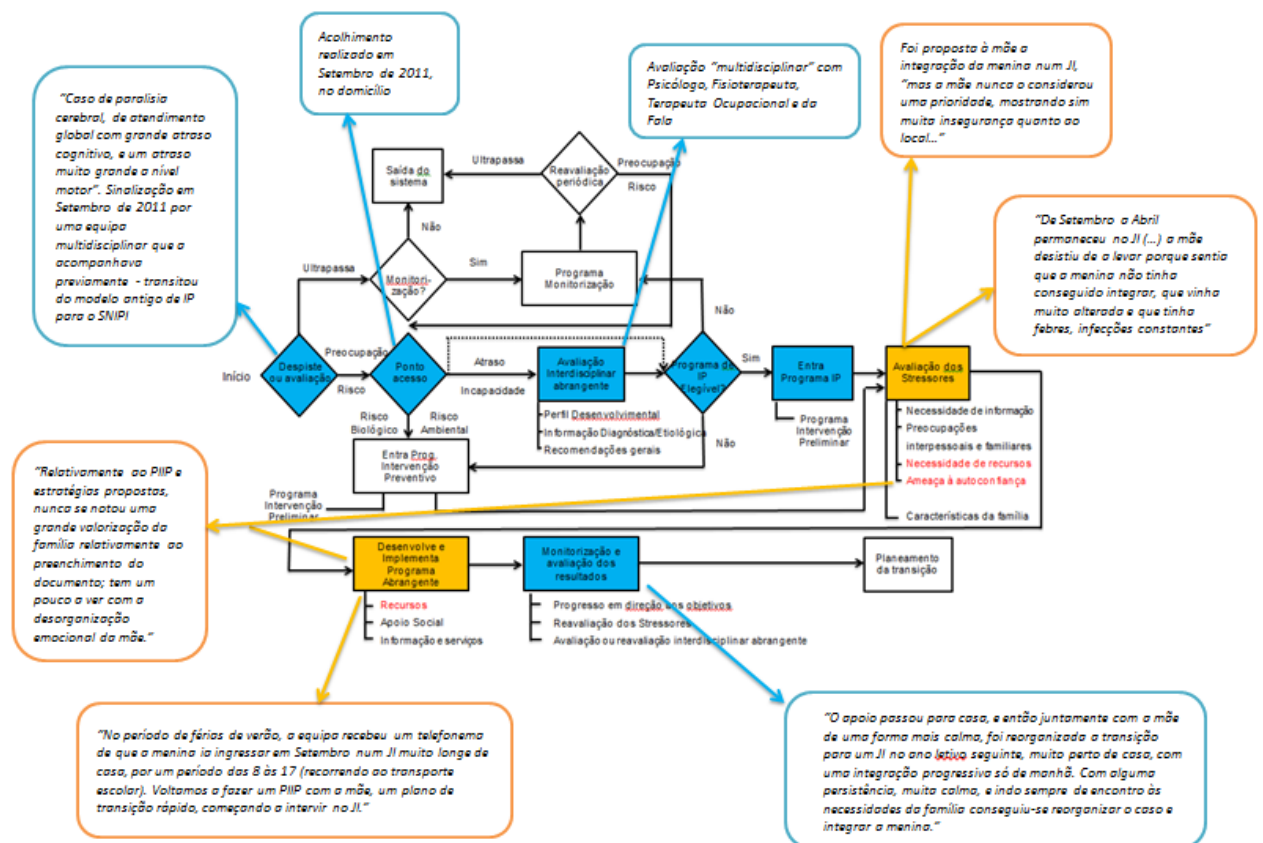 Acolhimento
realizado em
Setembro de 2011,
no domicílio
Avaliação "multidisciplinar" com
Psicólogo, Fisioterapeuta,
Terapeuta Ocupacional e da
Fala
Foi proposta à mãe a
integração da menina num JI,
"mas a mãe nunca o considerou
uma prioridade, mostrando sim
muita insegurança quanto ao
local..."
"Caso de paralisia
cerebral, de atendimento
global com grande atraso
cognitivo, e um atraso
muito grande a nível
motor". Sinalização em
Setembro de 2011 por
uma equipa
multidisciplinar que a
acompanhava
previamente - transitou
do modelo antigo de IP
para o SNIPI
"De Setembro a Abril
permaneceu no JI (...) a mãe
desistiu de a levar porque sentia
que a menina não tinha
conseguido integrar, que vinha
muito alterada e que tinha
febres, infecções constantes"
Saída do
sistema
Ultrapassa
Reavaliação
periódica
Preocupação
Risco
Não
Ultrapassa
Monitori-
zação?
Sim
Programa
Monitorização
Não
Início
Despiste
ou avaliação
Preocupação
Risco
Ponto
acesso
Atraso
Incapacidade
Avaliação
Interdisciplinar
abrangente
Programa de
IP
Elegível?
Sim
Entra
Programa IP
Avaliação dos
Stressores
Perfil Desenvolvimental
Informação Diagnóstica/Etiológica
Recomendações gerais
Programa
Intervenção
Preliminar
Necessidade de informação
Preocupações
interpessoais e familiares
Necessidade de recursos
Ameaça à autoconfiança
Características da família
Risco
Biológico
Risco
Ambiental
Não
Entra Prog.
Intervenção
Preventivo
Programa
Intervenção
Preliminar
"Relativamente ao PIIP e
estratégias propostas,
nunca se notou uma
grande valorização da
família relativamente ao
preenchimento do
documento; tem um
pouco a ver com a
desorganização
emocional da mãe."
Desenvolve e
Implementa
Programa
Abrangente
Monitorização e
avaliação dos
resultados
Planeamento
da transição
Recursos
Apoio Social
Informação e serviços
Progresso em direção aos objetivos
Reavaliação dos Stressores
Avaliação ou reavaliação interdisciplinar abrangente
"No período de férias de verão, a equipa recebeu um telefonema
de que a menina ia ingressar em Setembro num JI muito longe de
casa, por um período das 8 às 17 (recorrendo ao transporte
escolar). Voltamos a fazer um PIIP com a mãe, um plano de
transição rápido, começando a intervir no JI."
"O apoio passou para casa, e então juntamente com a mãe
de uma forma mais calma, foi reorganizada a transição
para um JI no ano letivo seguinte, muito perto de casa, com
uma integração progressiva só de manhã. Com alguma
persistência, muita calma, e indo sempre de encontro às
necessidades da família conseguiu-se reorganizar o caso e
integrar a menina."